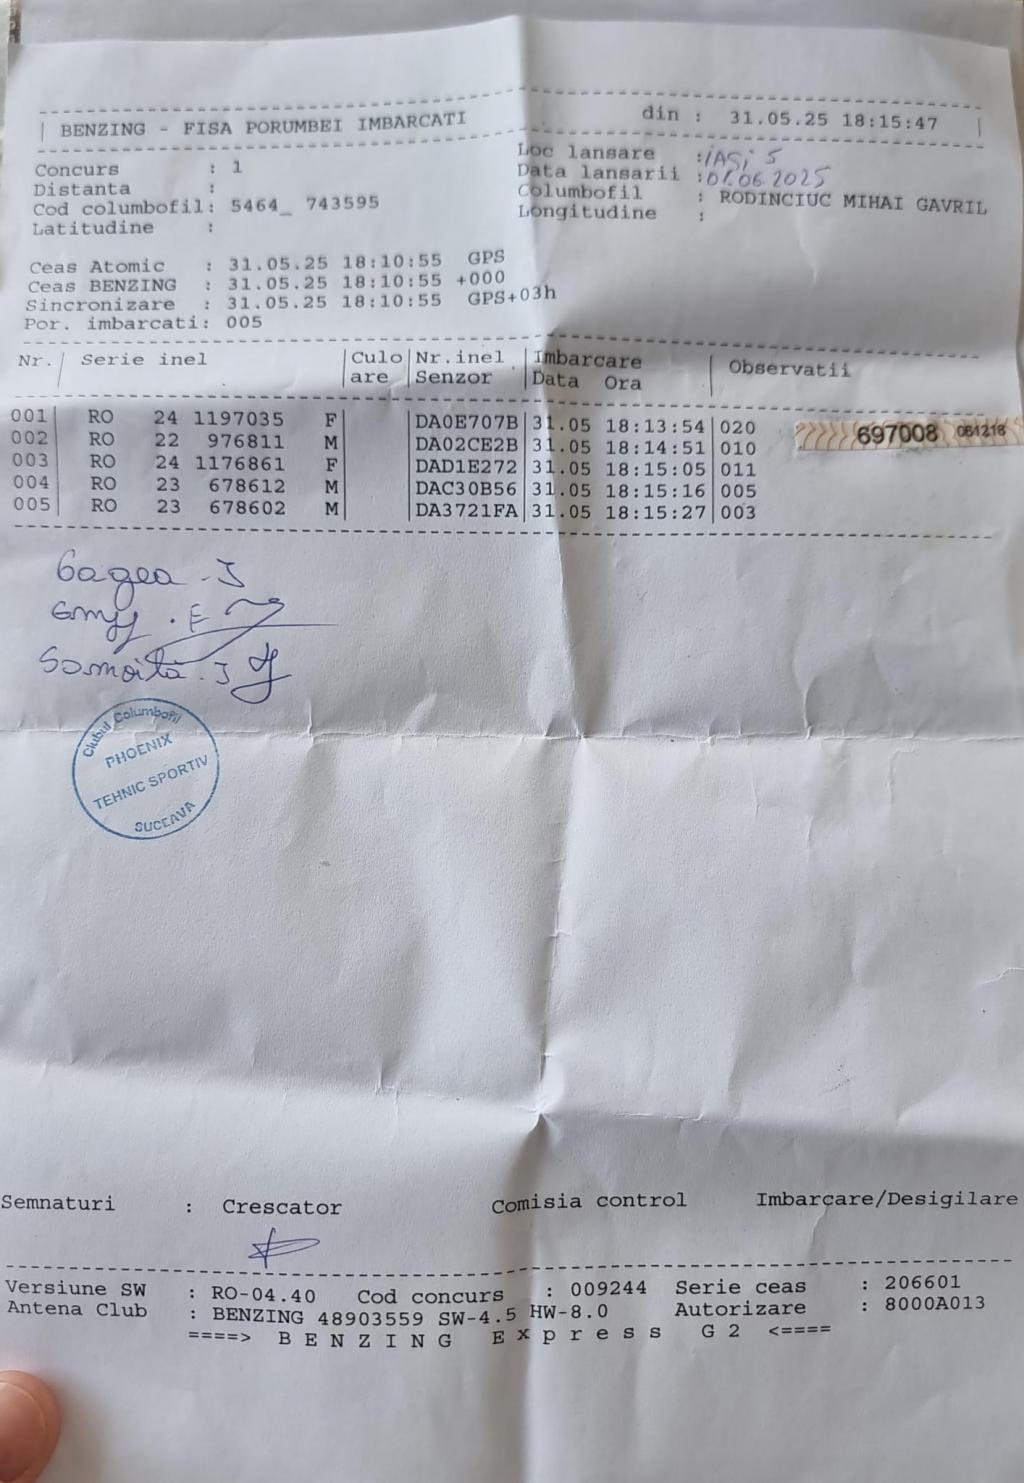 BENZING - FISA PORUMBEI IMBARCATI din : 31.05.25 18:15:47
Concurs : 1 Loc lansare : iASi 5
Distanta : Data lansarii : 01.06.2025
Cod columbofil: 5464_ 743595 Columbofil : RODINCIUC MIHAI GAVRIL
Latitudine : Longitudine :
Ceas Atomic : 31.05.25 18:10:55 GPS
Ceas BENZING : 31.05.25 18:10:55 +000
Sincronizare : 31.05.25 18:10:55 GPS+03h
Por. imbarcati: 005
Nr. Serie inel Culo Nr.inel Imbarcare Observatii
are Senzor Data Ora
001 RO 24 1197035 F DA0E707B 31.05 18:13:54 020 697008 081218
002 RO 22 976811 M DA02CE2B 31.05 18:14:51 010
003 RO 24 1176861 F DAD1E272 31.05 18:15:05 011
004 RO 23 678612 M DAC30B56 31.05 18:15:16 005
005 RO 23 678602 M DA3721FA 31.05 18:15:27 003
Gagea . I
. E
Samoilă . I
Clubul Columbofil
PHOENIX
TEHNIC SPORTIV
SUCEAVA
Semnaturi : Crescator Comisia control Imbarcare/Desigilare
Versiune SW : RO-04.40 Cod concurs : 009244 Serie ceas : 206601
Antena Club : BENZING 48903559 SW-4.5 HW-8.0 Autorizare : 8000A013
====> B E N Z I N G E x p r e s s G 2 <====